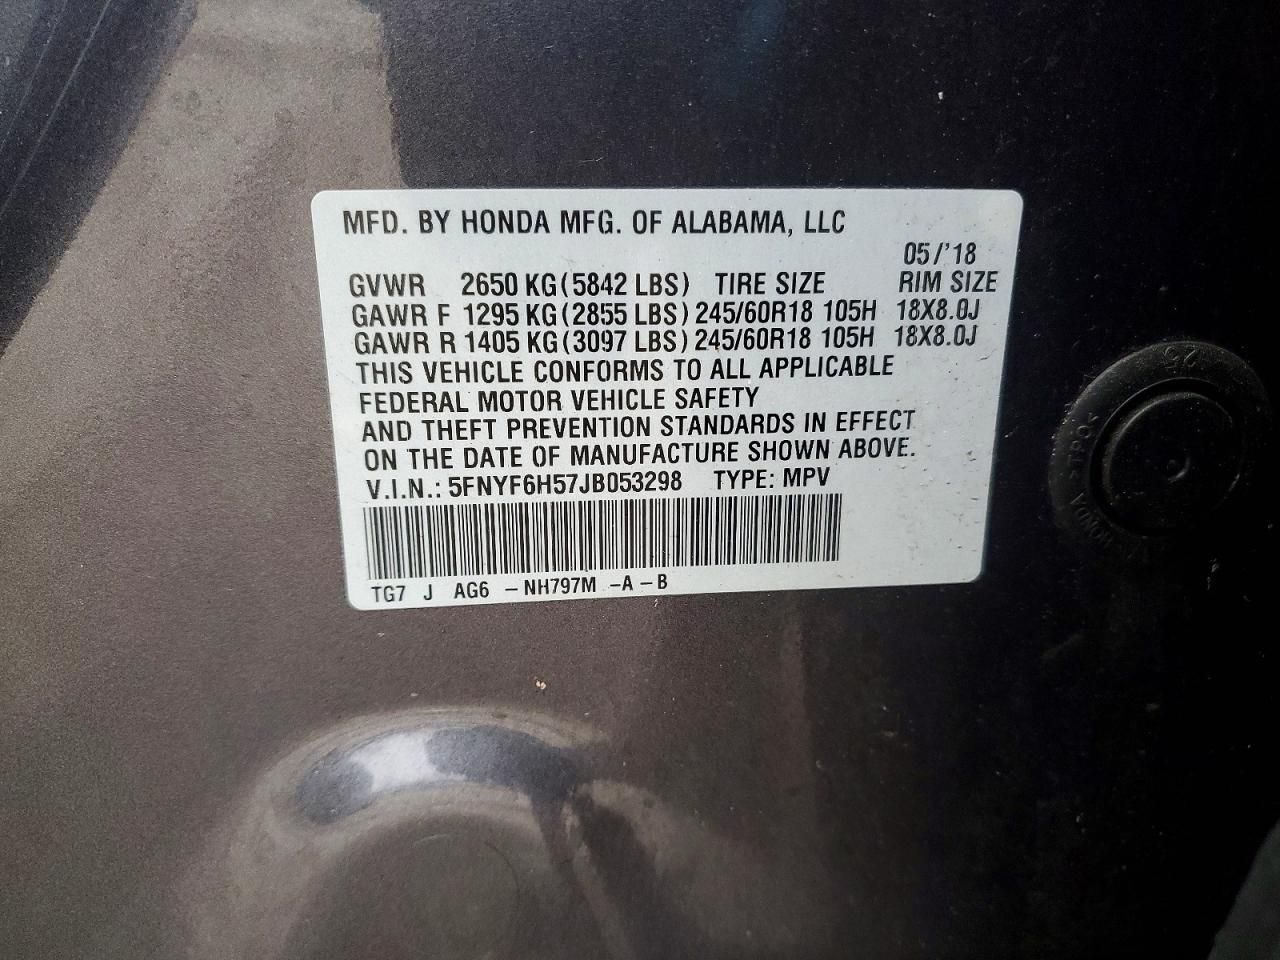 MFD. BY HONDA MFG. OF ALABAMA, LLC
05/'18
GVWR 2650 KG(5842 LBS) TIRE SIZE RIM SIZE
GAWR F 1295 KG(2855 LBS) 245/60R18 105H 18X8.0J
GAWR R 1405 KG(3097 LBS) 245/60R18 105H 18X8.0J
THIS VEHICLE CONFORMS TO ALL APPLICABLE
FEDERAL MOTOR VEHICLE SAFETY
AND THEFT PREVENTION STANDARDS IN EFFECT
ON THE DATE OF MANUFACTURE SHOWN ABOVE.
V.I.N.: 5FNYF6H57JB053298 TYPE: MPV
TG7 J AG6 -NH797M -A-B
25